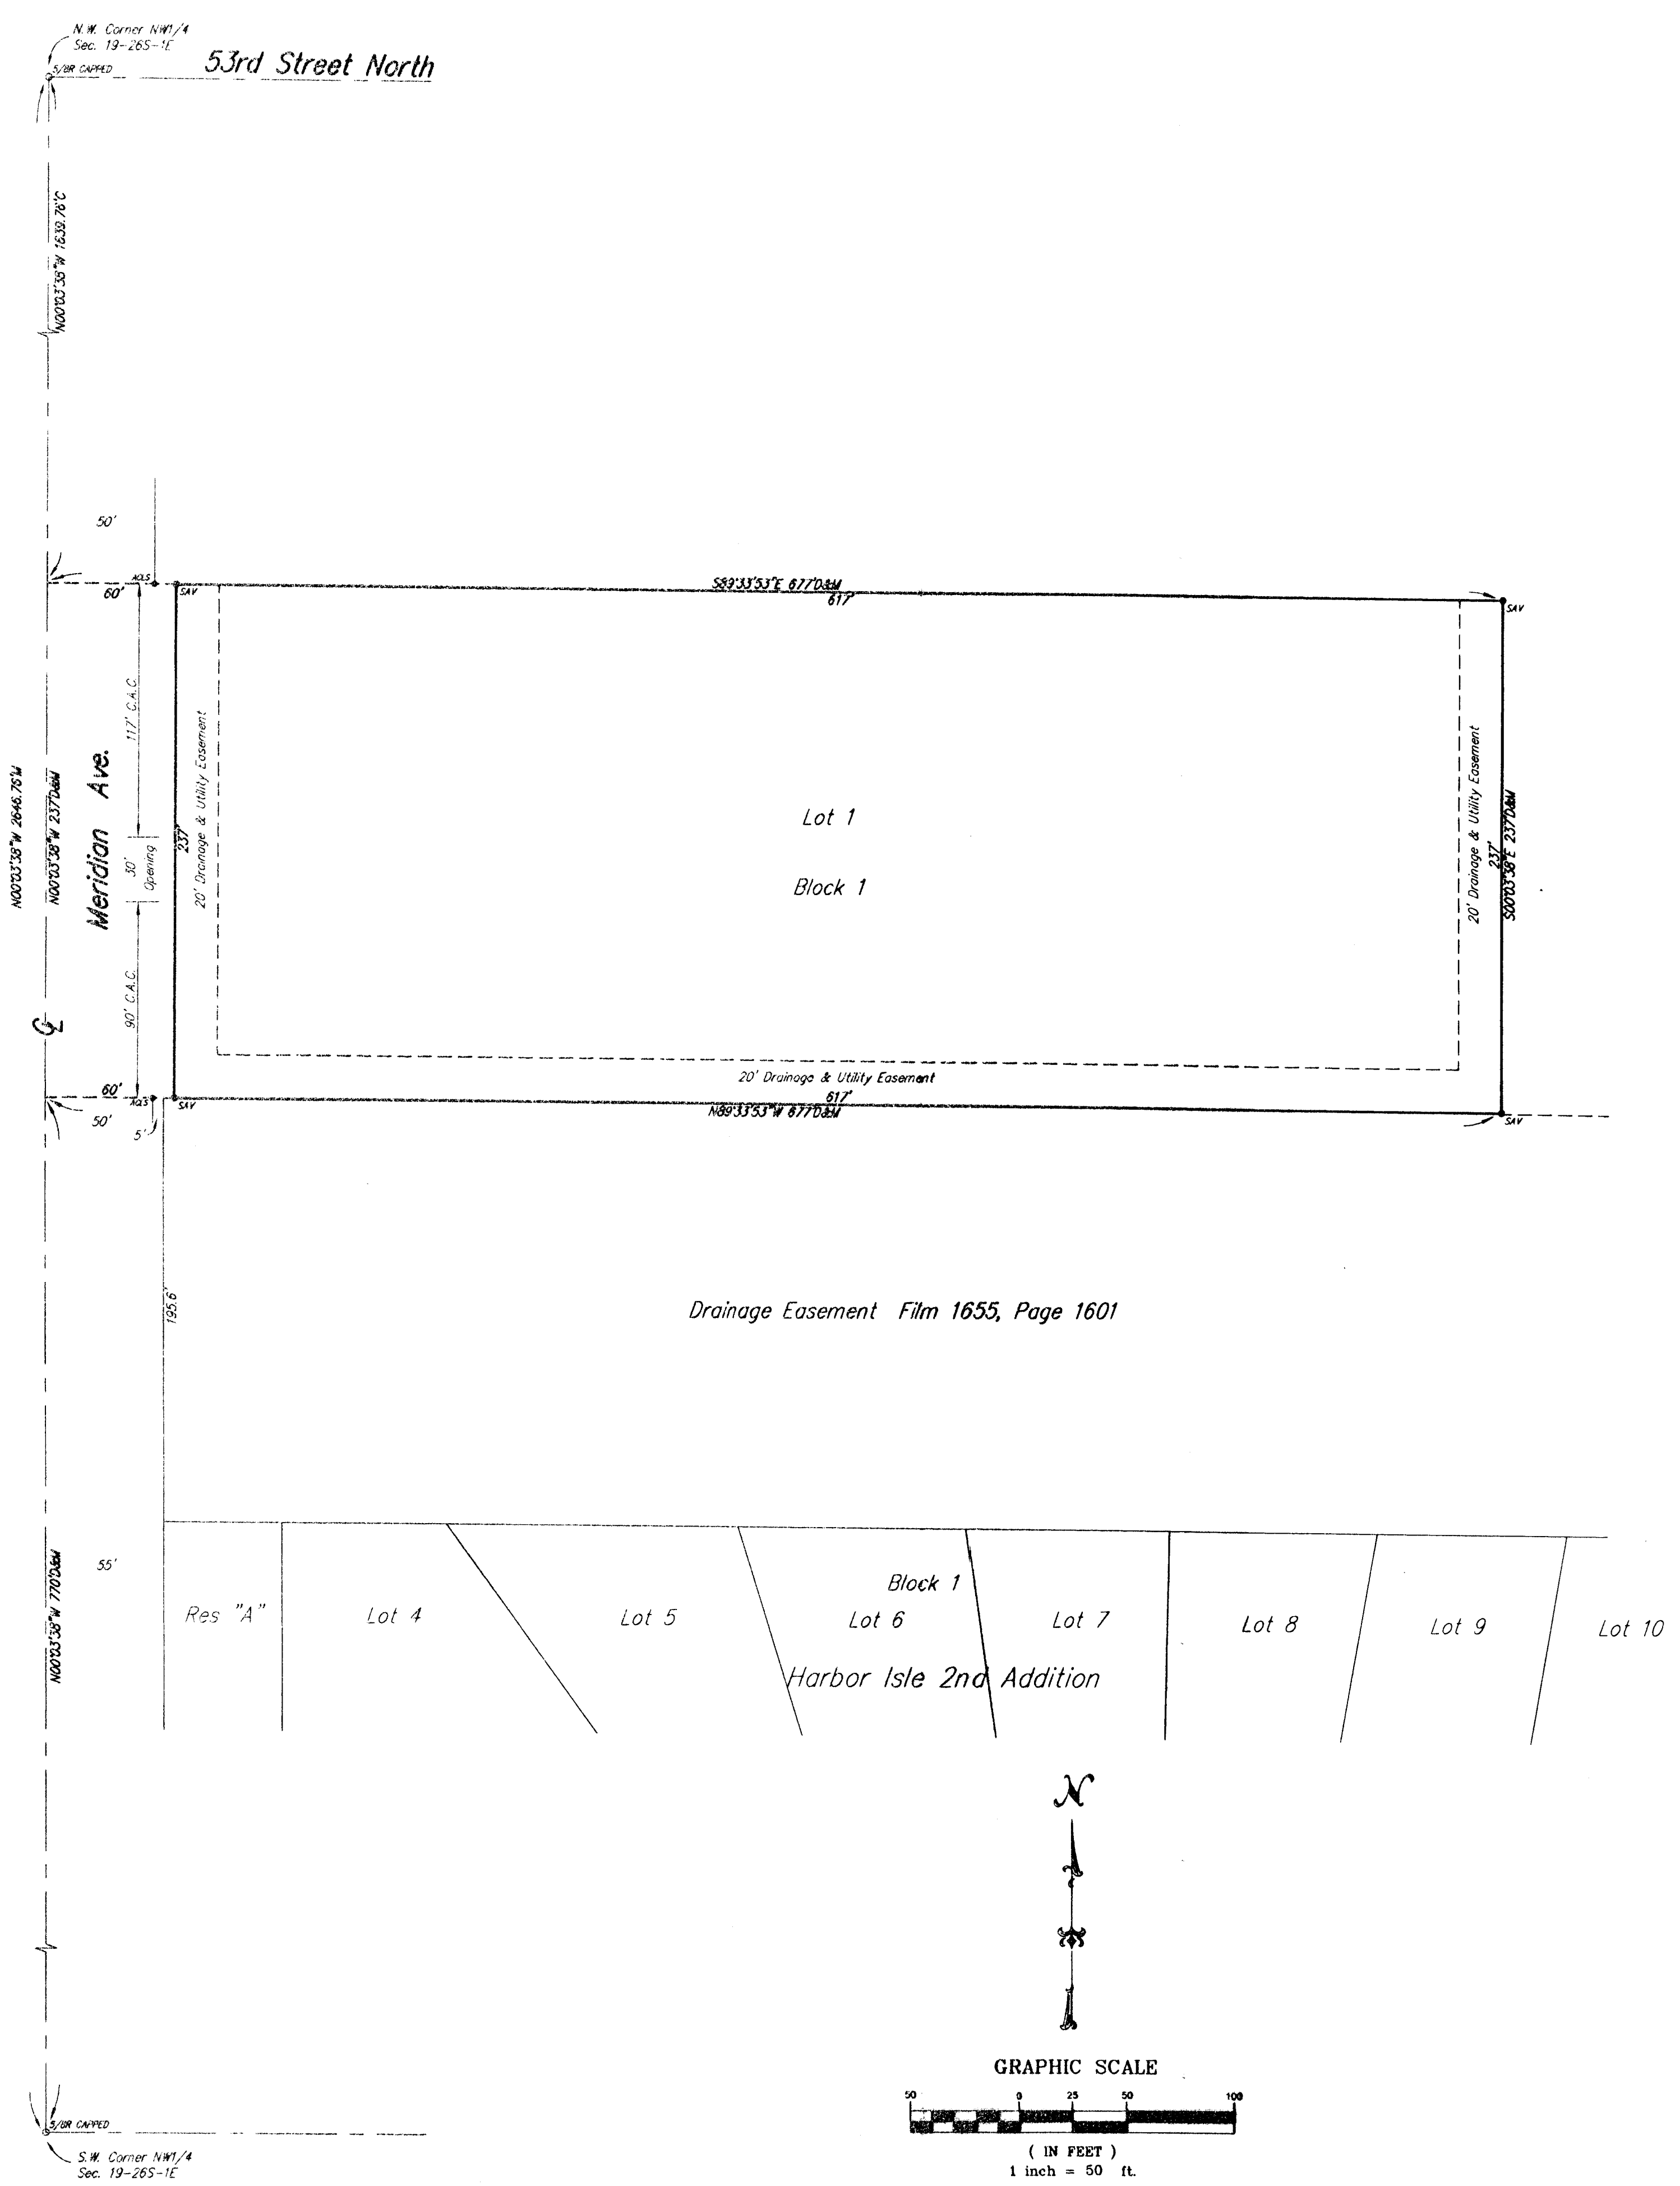 N.W. Corner NW1/4
Sec. 19-26S-1E
53rd Street North
5/8R CAPPED
N00°03'38"W 1639.76'C
50'
AOLS
60'
SAV
S89°33'53"E 677'D&M
617'
SAV
117' C.A.C.
20' Drainage & Utility Easement
20' Drainage & Utility Easement
N00°03'38"W 2646.76'M
N00°03'38"W 237'D&M
Meridian Ave.
30'
Opening
237'
Lot 1
Block 1
237'
S00°03'38"E 237'D&M
90' C.A.C.
20' Drainage & Utility Easement
60'
AOLS
SAV
617'
N89°33'53"W 677'D&M
SAV
50'
5'
195.6'
Drainage Easement Film 1655, Page 1601
N00°03'38"W 770'D&M
55'
Block 1
Res "A"
Lot 4
Lot 5
Lot 6
Lot 7
Lot 8
Lot 9
Lot 10
Harbor Isle 2nd Addition
N
GRAPHIC SCALE
50 0 25 50 100
( IN FEET )
1 inch = 50 ft.
5/8R CAPPED
S.W. Corner NW1/4
Sec. 19-26S-1E